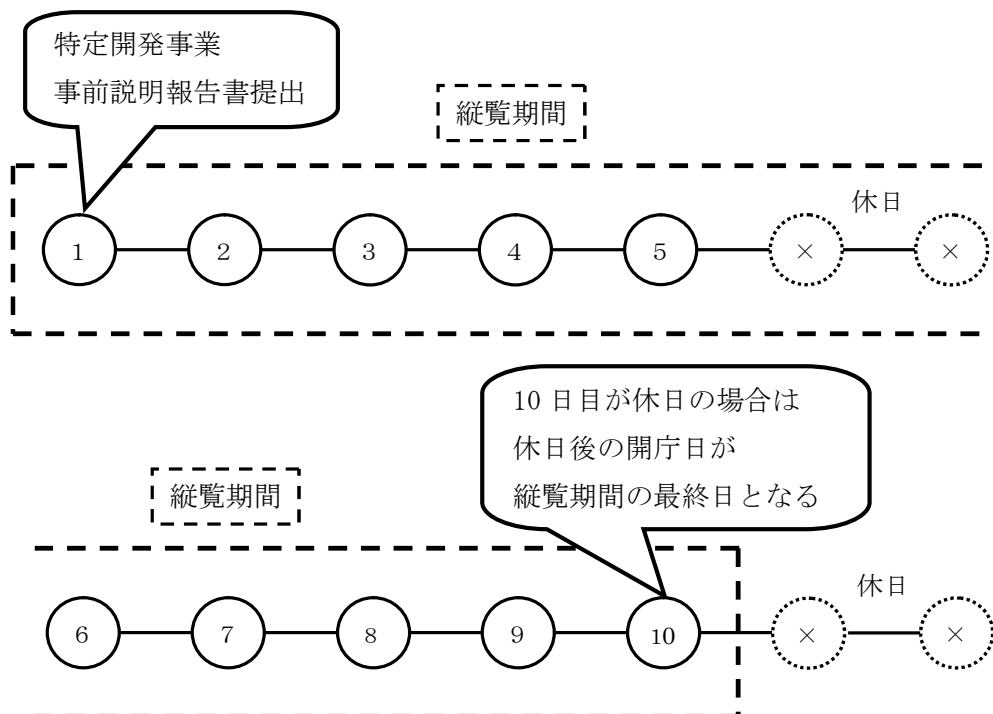 特定開発事業
事前説明報告書提出
縦覧期間
休日
1 2 3 4 5 × ×
10日目が休日の場合は
休日後の開庁日が
縦覧期間の最終日となる
縦覧期間
休日
6 7 8 9 10 × ×